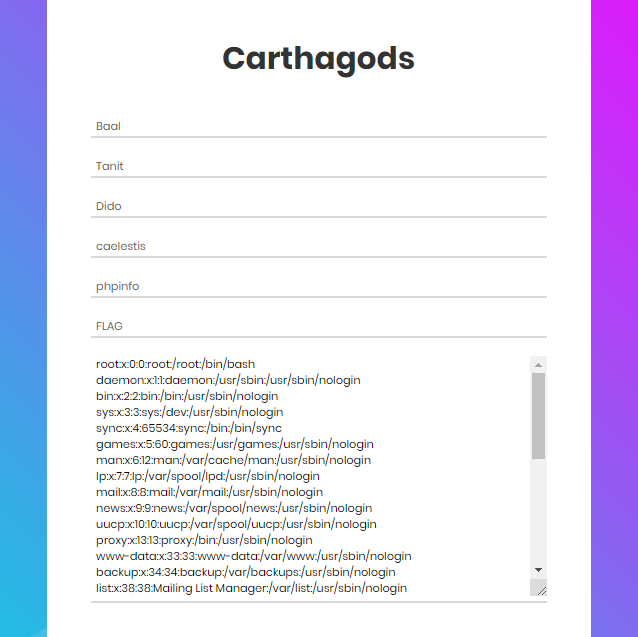 Carthagods
Baal
Tanit
Dido
caelestis
phpinfo
FLAG
root:x:0:0:root:/root:/bin/bash
daemon:x:1:1:daemon:/usr/sbin:/usr/sbin/nologin
bin:x:2:2:bin:/bin:/usr/sbin/nologin
sys:x:3:3:sys:/dev:/usr/sbin/nologin
sync:x:4:65534:sync:/bin:/bin/sync
games:x:5:60:games:/usr/games:/usr/sbin/nologin
man:x:6:12:man:/var/cache/man:/usr/sbin/nologin
lp:x:7:7:lp:/var/spool/lpd:/usr/sbin/nologin
mail:x:8:8:mail:/var/mail:/usr/sbin/nologin
news:x:9:9:news:/var/spool/news:/usr/sbin/nologin
uucp:x:10:10:uucp:/var/spool/uucp:/usr/sbin/nologin
proxy:x:13:13:proxy:/bin:/usr/sbin/nologin
www-data:x:33:33:www-data:/var/www:/usr/sbin/nologin
backup:x:34:34:backup:/var/backups:/usr/sbin/nologin
list:x:38:38:Mailing List Manager:/var/list:/usr/sbin/nologin